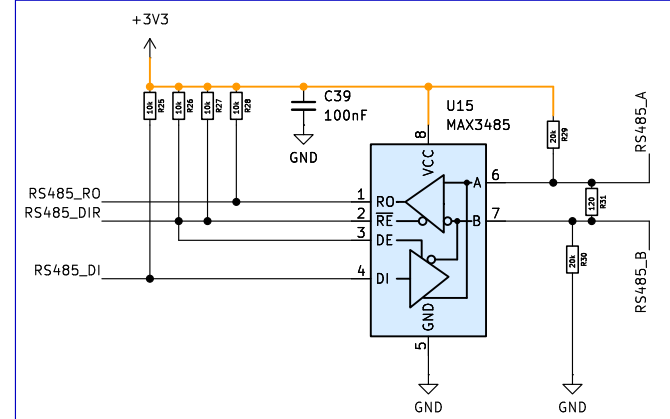 +3V3
10k R25
10k R26
10k R27
10k R28
C39
100nF
GND
U15
MAX3485
20k R29
RS485_A
8
VCC
6
A
120 R31
RS485_RO
1
RO
RS485_DIR
2
RE
7
B
3
DE
RS485_DI
4
DI
20k R30
RS485_B
GND
5
GND
GND